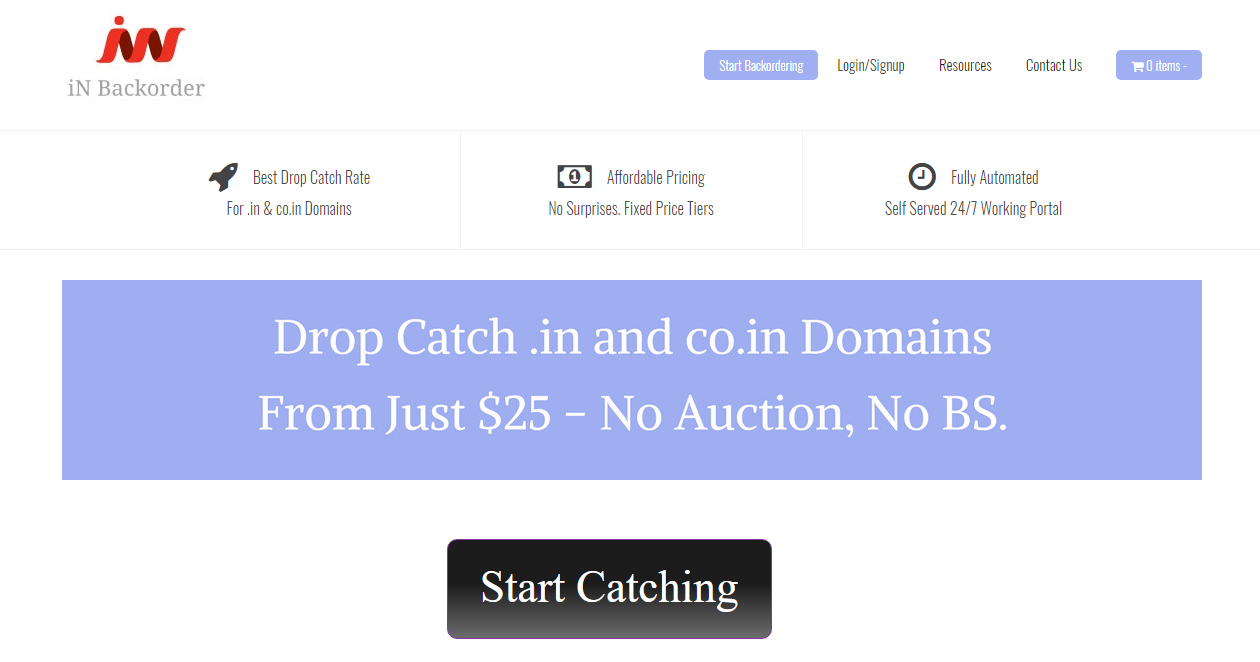 iN
iN Backorder
Start Backordering
Login/Signup
Resources
Contact Us
0 items -
Best Drop Catch Rate
For .in & co.in Domains
Affordable Pricing
No Surprises. Fixed Price Tiers
Fully Automated
Self Served 24/7 Working Portal
Drop Catch .in and co.in Domains
From Just $25 – No Auction, No BS.
Start Catching